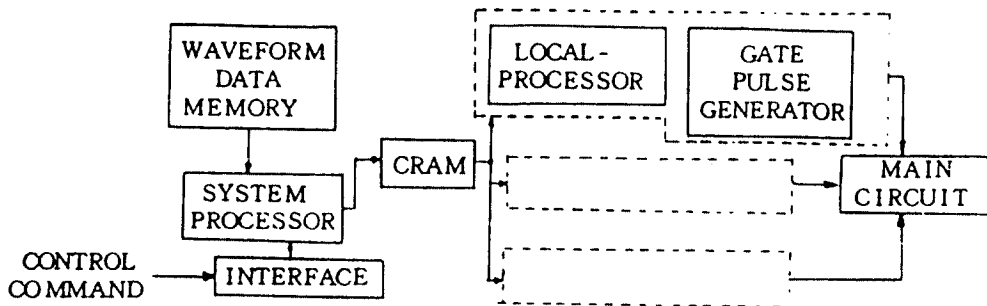 WAVEFORM
DATA
MEMORY
LOCAL-
PROCESSOR
GATE
PULSE
GENERATOR
CRAM
SYSTEM
PROCESSOR
MAIN
CIRCUIT
CONTROL
COMMAND
INTERFACE